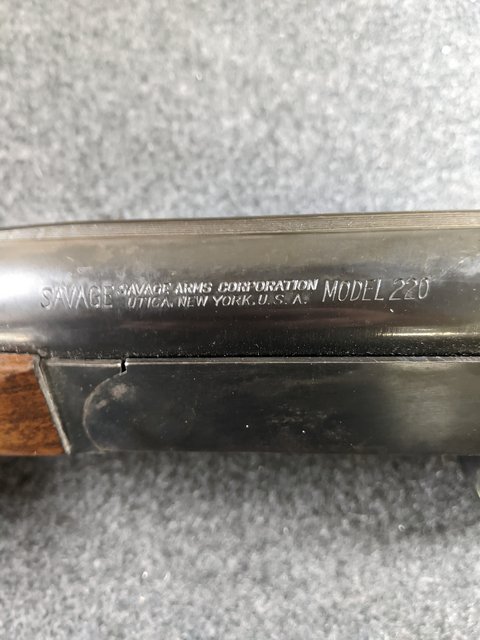 SAVAGE SAVAGE ARMS CORPORATION MODEL 220
UTICA, NEW YORK, U.S.A.